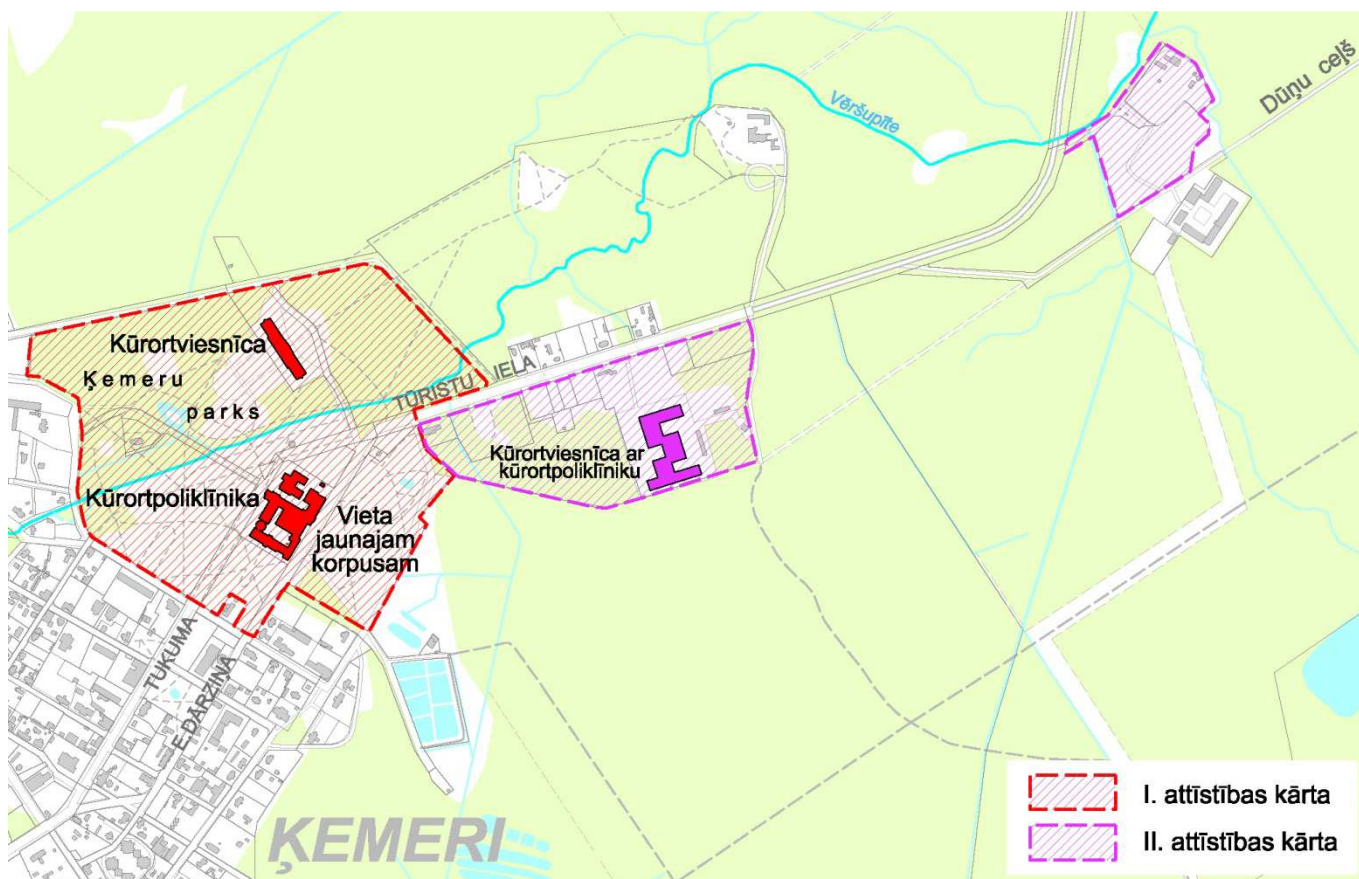 Dūņu ceļš
Vēršupīte
Kūrortviesnīca
Ķemeru
parks
TŪRISTU IELA
Kūrortviesnīca ar
kūrortpoliklīniku
Kūrortpoliklīnika
Vieta
jaunajam
korpusam
TUKUMA
E.DĀRZIŅA
ĶEMERI
I. attīstības kārta
II. attīstības kārta